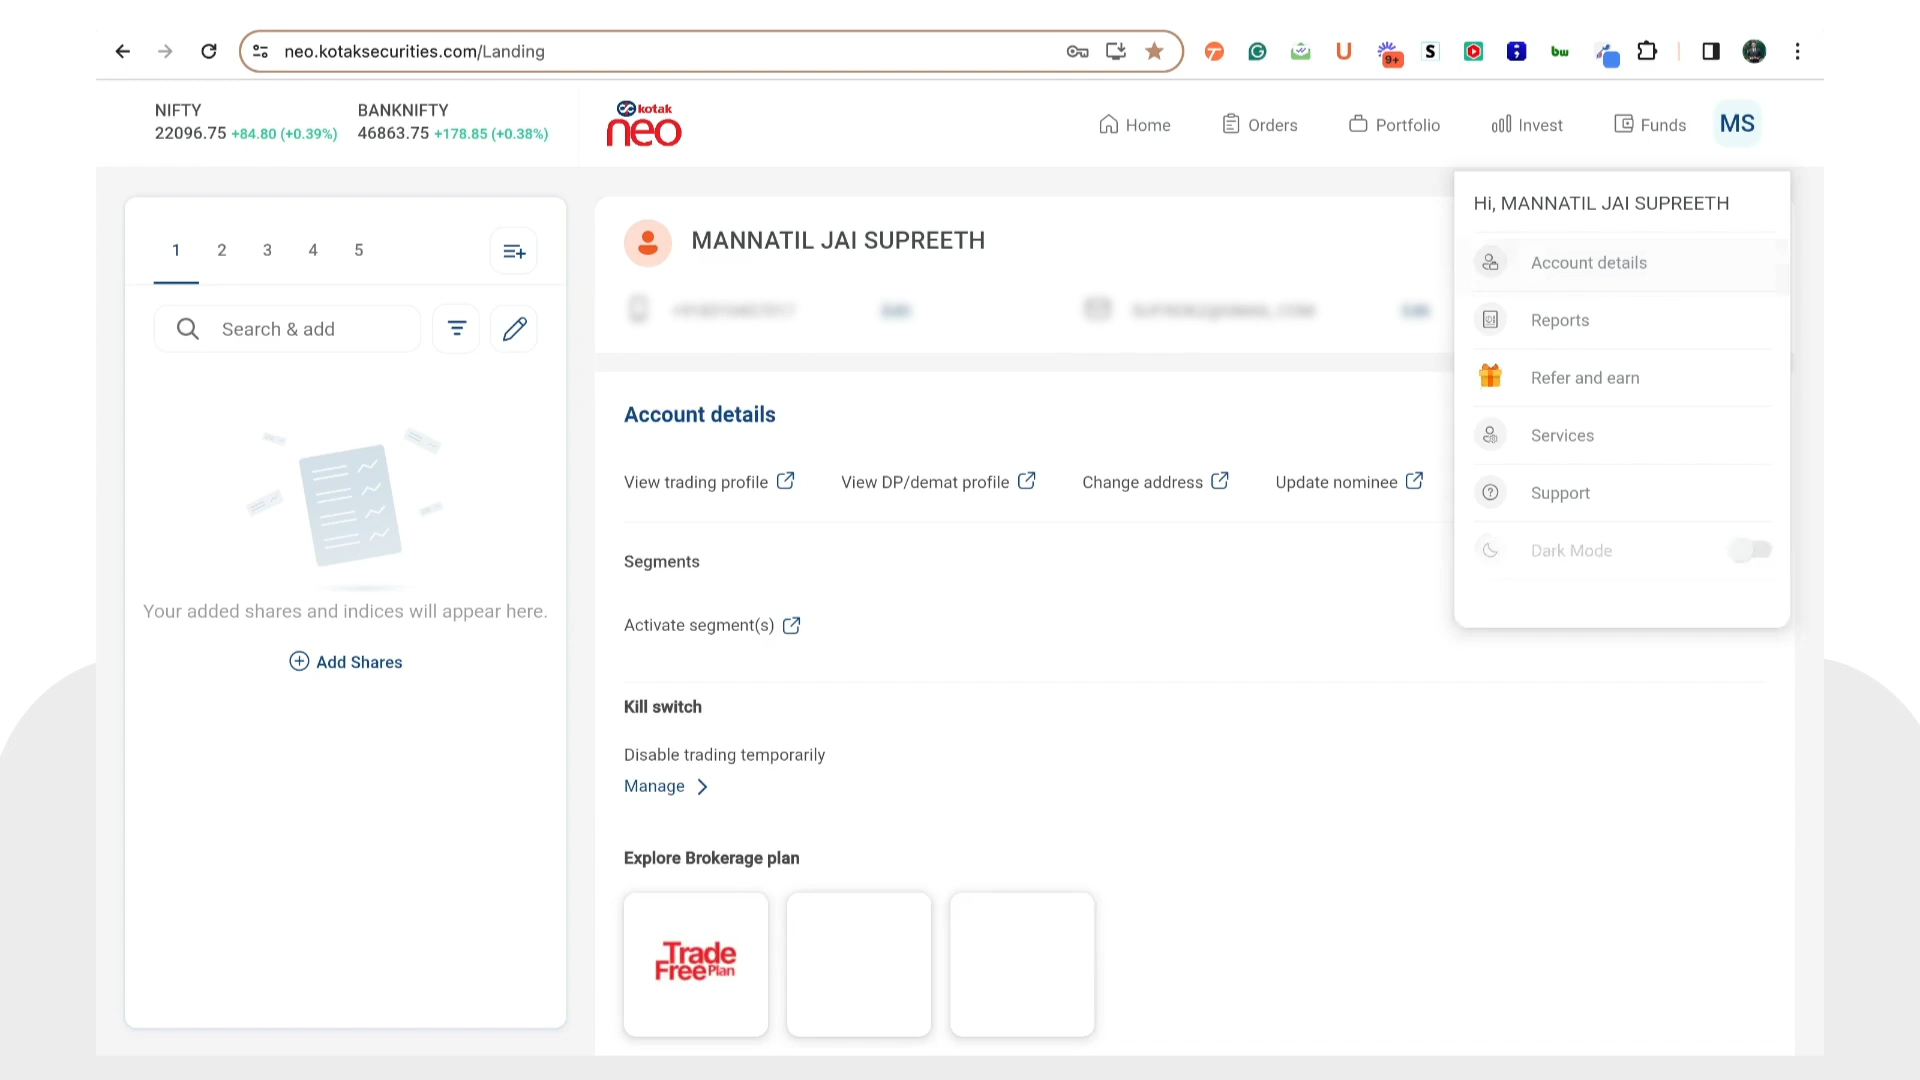 neo.kotaksecurities.com/Landing
9+
S
bw
NIFTY
22096.75 +84.80 (+0.39%)
BANKNIFTY
46863.75 +178.85 (+0.38%)
kotak
neo
Home
Orders
Portfolio
Invest
Funds
MS
1 2 3 4 5
Search & add
Your added shares and indices will appear here.
Add Shares
MANNATIL JAI SUPREETH
Account details
View trading profile
View DP/demat profile
Change address
Update nominee
Segments
Activate segment(s)
Kill switch
Disable trading temporarily
Manage
Explore Brokerage plan
Trade
Free Plan
Hi, MANNATIL JAI SUPREETH
Account details
Reports
Refer and earn
Services
Support
Dark Mode